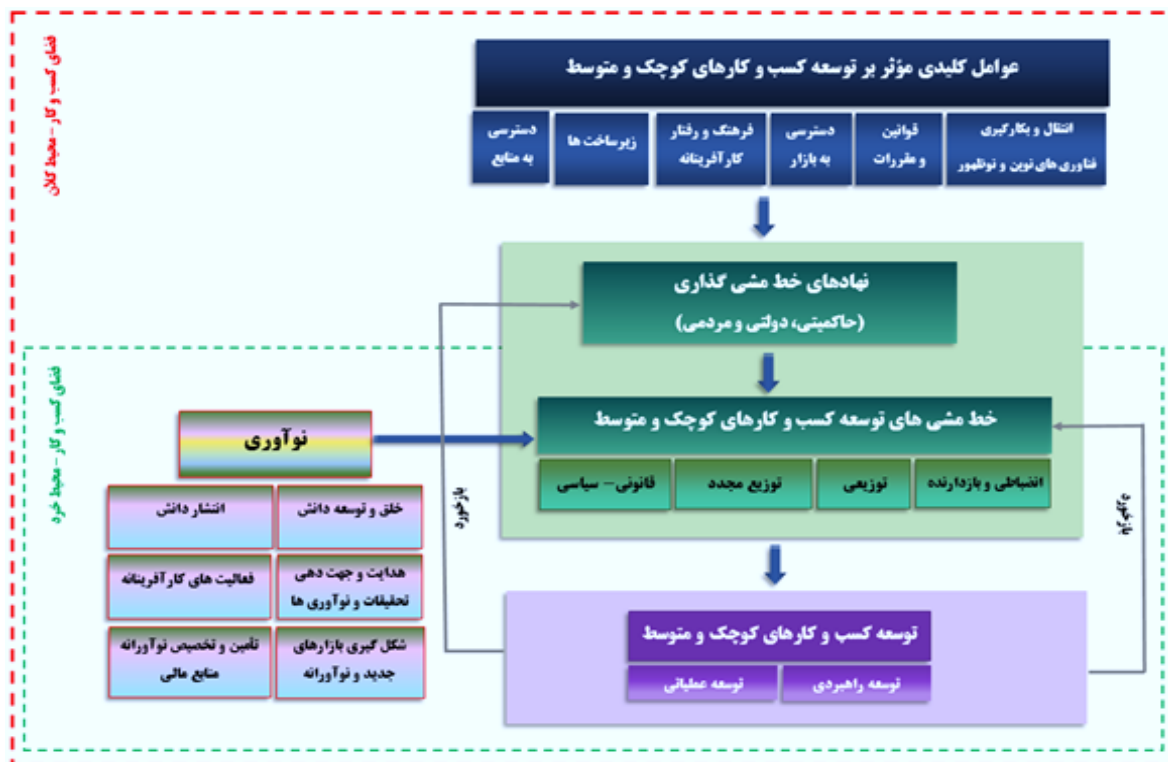 فضای کسب و کار – محیط کلان
عوامل کلیدی مؤثر بر توسعه کسب و کارهای کوچک و متوسط
انتقال و بکارگیری
فناوری های نوین و نوظهور
قوانین
و مقررات
دسترسی
به بازار
فرهنگ و رفتار
کارآفرینانه
زیرساخت ها
دسترسی
به منابع
نهادهای خط مشی گذاری
(حاکمیتی، دولتی و مردمی)
فضای کسب و کار – محیط خرد
خط مشی های توسعه کسب و کارهای کوچک و متوسط
انضباطی و بازدارنده
توزیعی
توزیع مجدد
قانونی – سیاسی
نوآوری
خلق و توسعه دانش
انتشار دانش
هدایت و جهت دهی
تحقیقات و نوآوری ها
فعالیت های کارآفرینانه
شکل گیری بازارهای
جدید و نوآورانه
تأمین و تخصیص نوآورانه
منابع مالی
بازخورد
بازخورد
توسعه کسب و کارهای کوچک و متوسط
توسعه راهبردی
توسعه عملیاتی